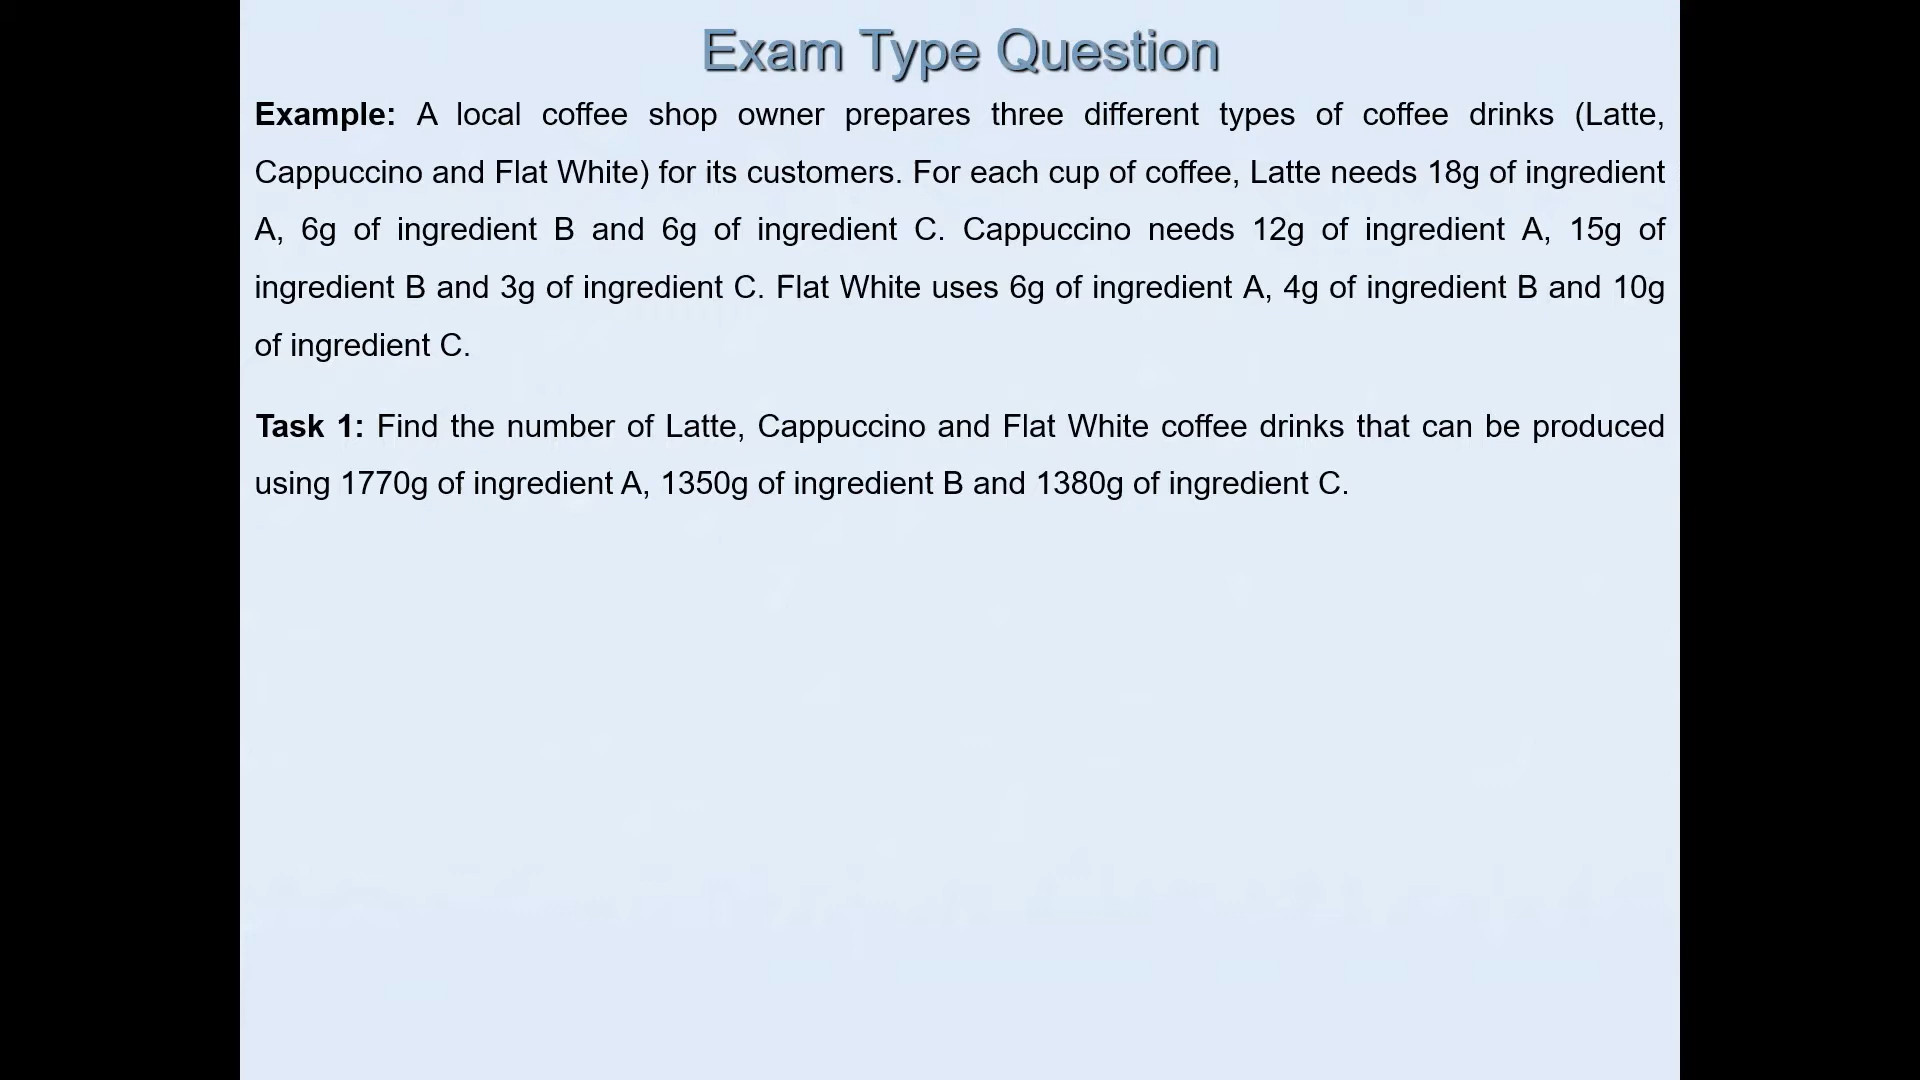 Exam Type Question
Example: A local coffee shop owner prepares three different types of coffee drinks (Latte,
Cappuccino and Flat White) for its customers. For each cup of coffee, Latte needs 18g of ingredient
A, 6g of ingredient B and 6g of ingredient C. Cappuccino needs 12g of ingredient A, 15g of
ingredient B and 3g of ingredient C. Flat White uses 6g of ingredient A, 4g of ingredient B and 10g
of ingredient C.
Task 1: Find the number of Latte, Cappuccino and Flat White coffee drinks that can be produced
using 1770g of ingredient A, 1350g of ingredient B and 1380g of ingredient C.